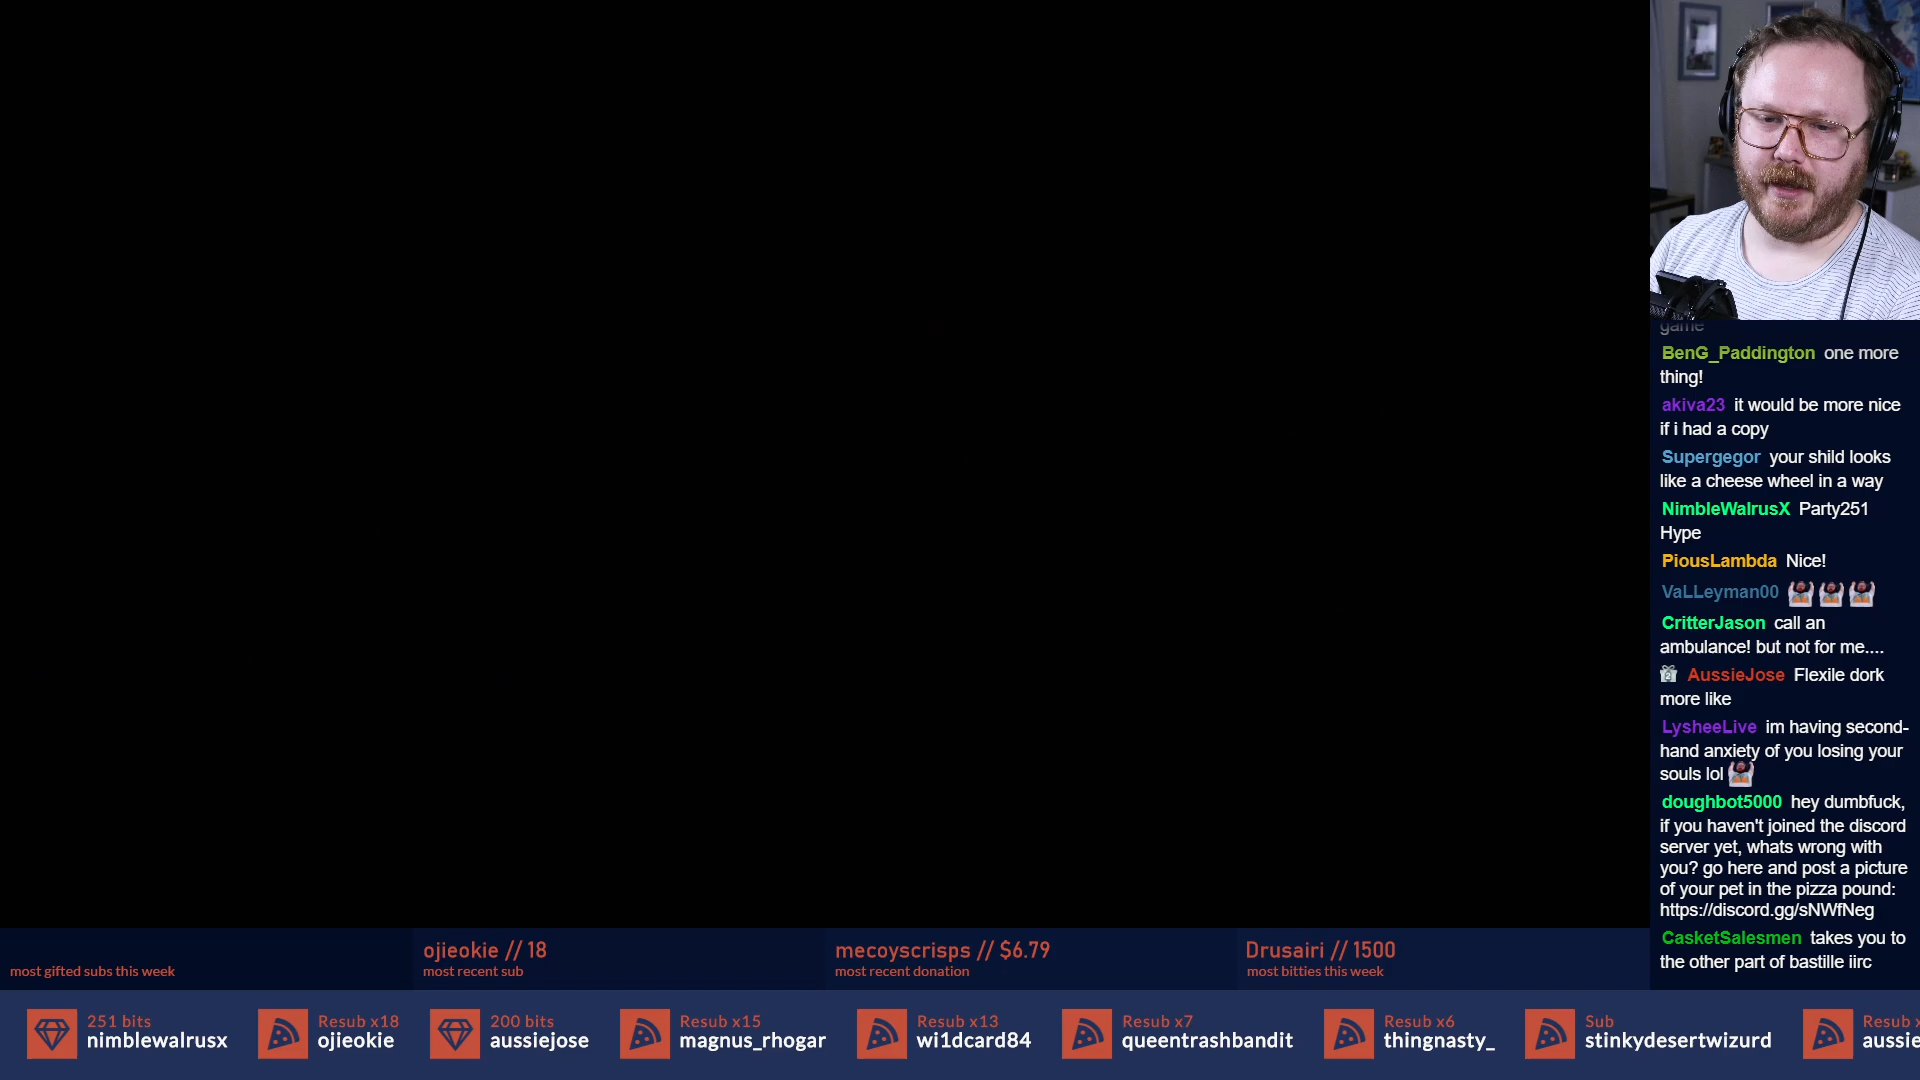 game
BenG_Paddington one more
thing!
akiva23 it would be more nice
if i had a copy
Supergegor your shild looks
like a cheese wheel in a way
NimbleWalrusX Party251
Hype
PiousLambda Nice!
VaLLeyman00
CritterJason call an
ambulance! but not for me....
AussieJose Flexile dork
more like
LysheeLive im having second-
hand anxiety of you losing your
souls lol
doughbot5000 hey dumbfuck,
if you haven't joined the discord
server yet, whats wrong with
you? go here and post a picture
of your pet in the pizza pound:
https://discord.gg/sNWfNeg
CasketSalesmen takes you to
the other part of bastille iirc
most gifted subs this week
ojieokie // 18
most recent sub
mecoyscrisps // $6.79
most recent donation
Drusairi // 1500
most bitties this week
251 bits
nimblewalrusx
Resub x18
ojieokie
200 bits
aussiejose
Resub x15
magnus_rhogar
Resub x13
wi1dcard84
Resub x7
queentrashbandit
Resub x6
thingnasty_
Sub
stinkydesertwizurd
Resub
aussie